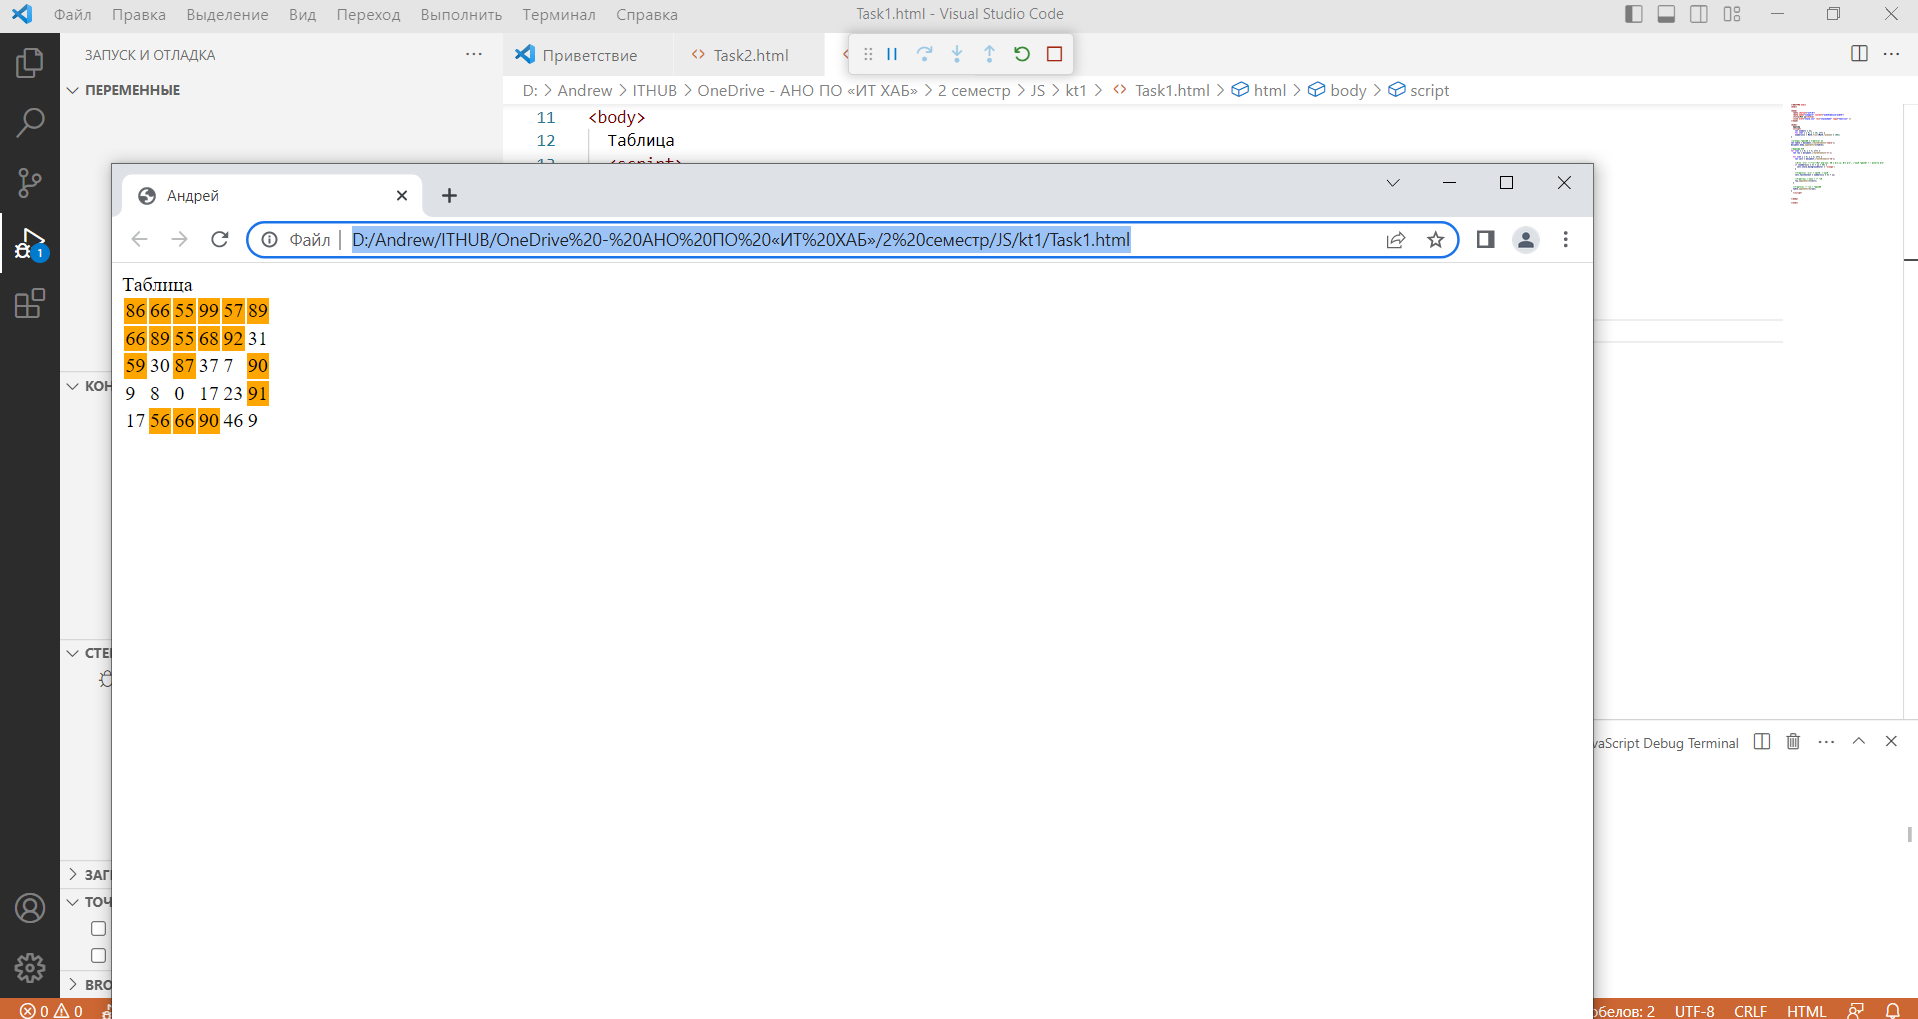 Файл Правка Выделение Вид Переход Выполнить Терминал Справка
Task1.html - Visual Studio Code
ЗАПУСК И ОТЛАДКА
Приветствие
Task2.html
ПЕРЕМЕННЫЕ
D: > Andrew > ITHUB > OneDrive - АНО ПО «ИТ ХАБ» > 2 семестр > JS > kt1 > Task1.html > html > body > script
11 <body>
12 Таблица
Андрей
Файл D:/Andrew/ITHUB/OneDrive%20-%20АНО%20ПО%20«ИТ%20ХАБ»/2%20семестр/JS/kt1/Task1.html
1
Таблица
86 66 55 99 57 89
66 89 55 68 92 31
59 30 87 37 7 90
9 8 0 17 23 91
17 56 66 90 46 9
КОН
СТЕ
vaScript Debug Terminal
ЗАГ
ТОЧ
BRO
0 0
обелов: 2 UTF-8 CRLF HTML